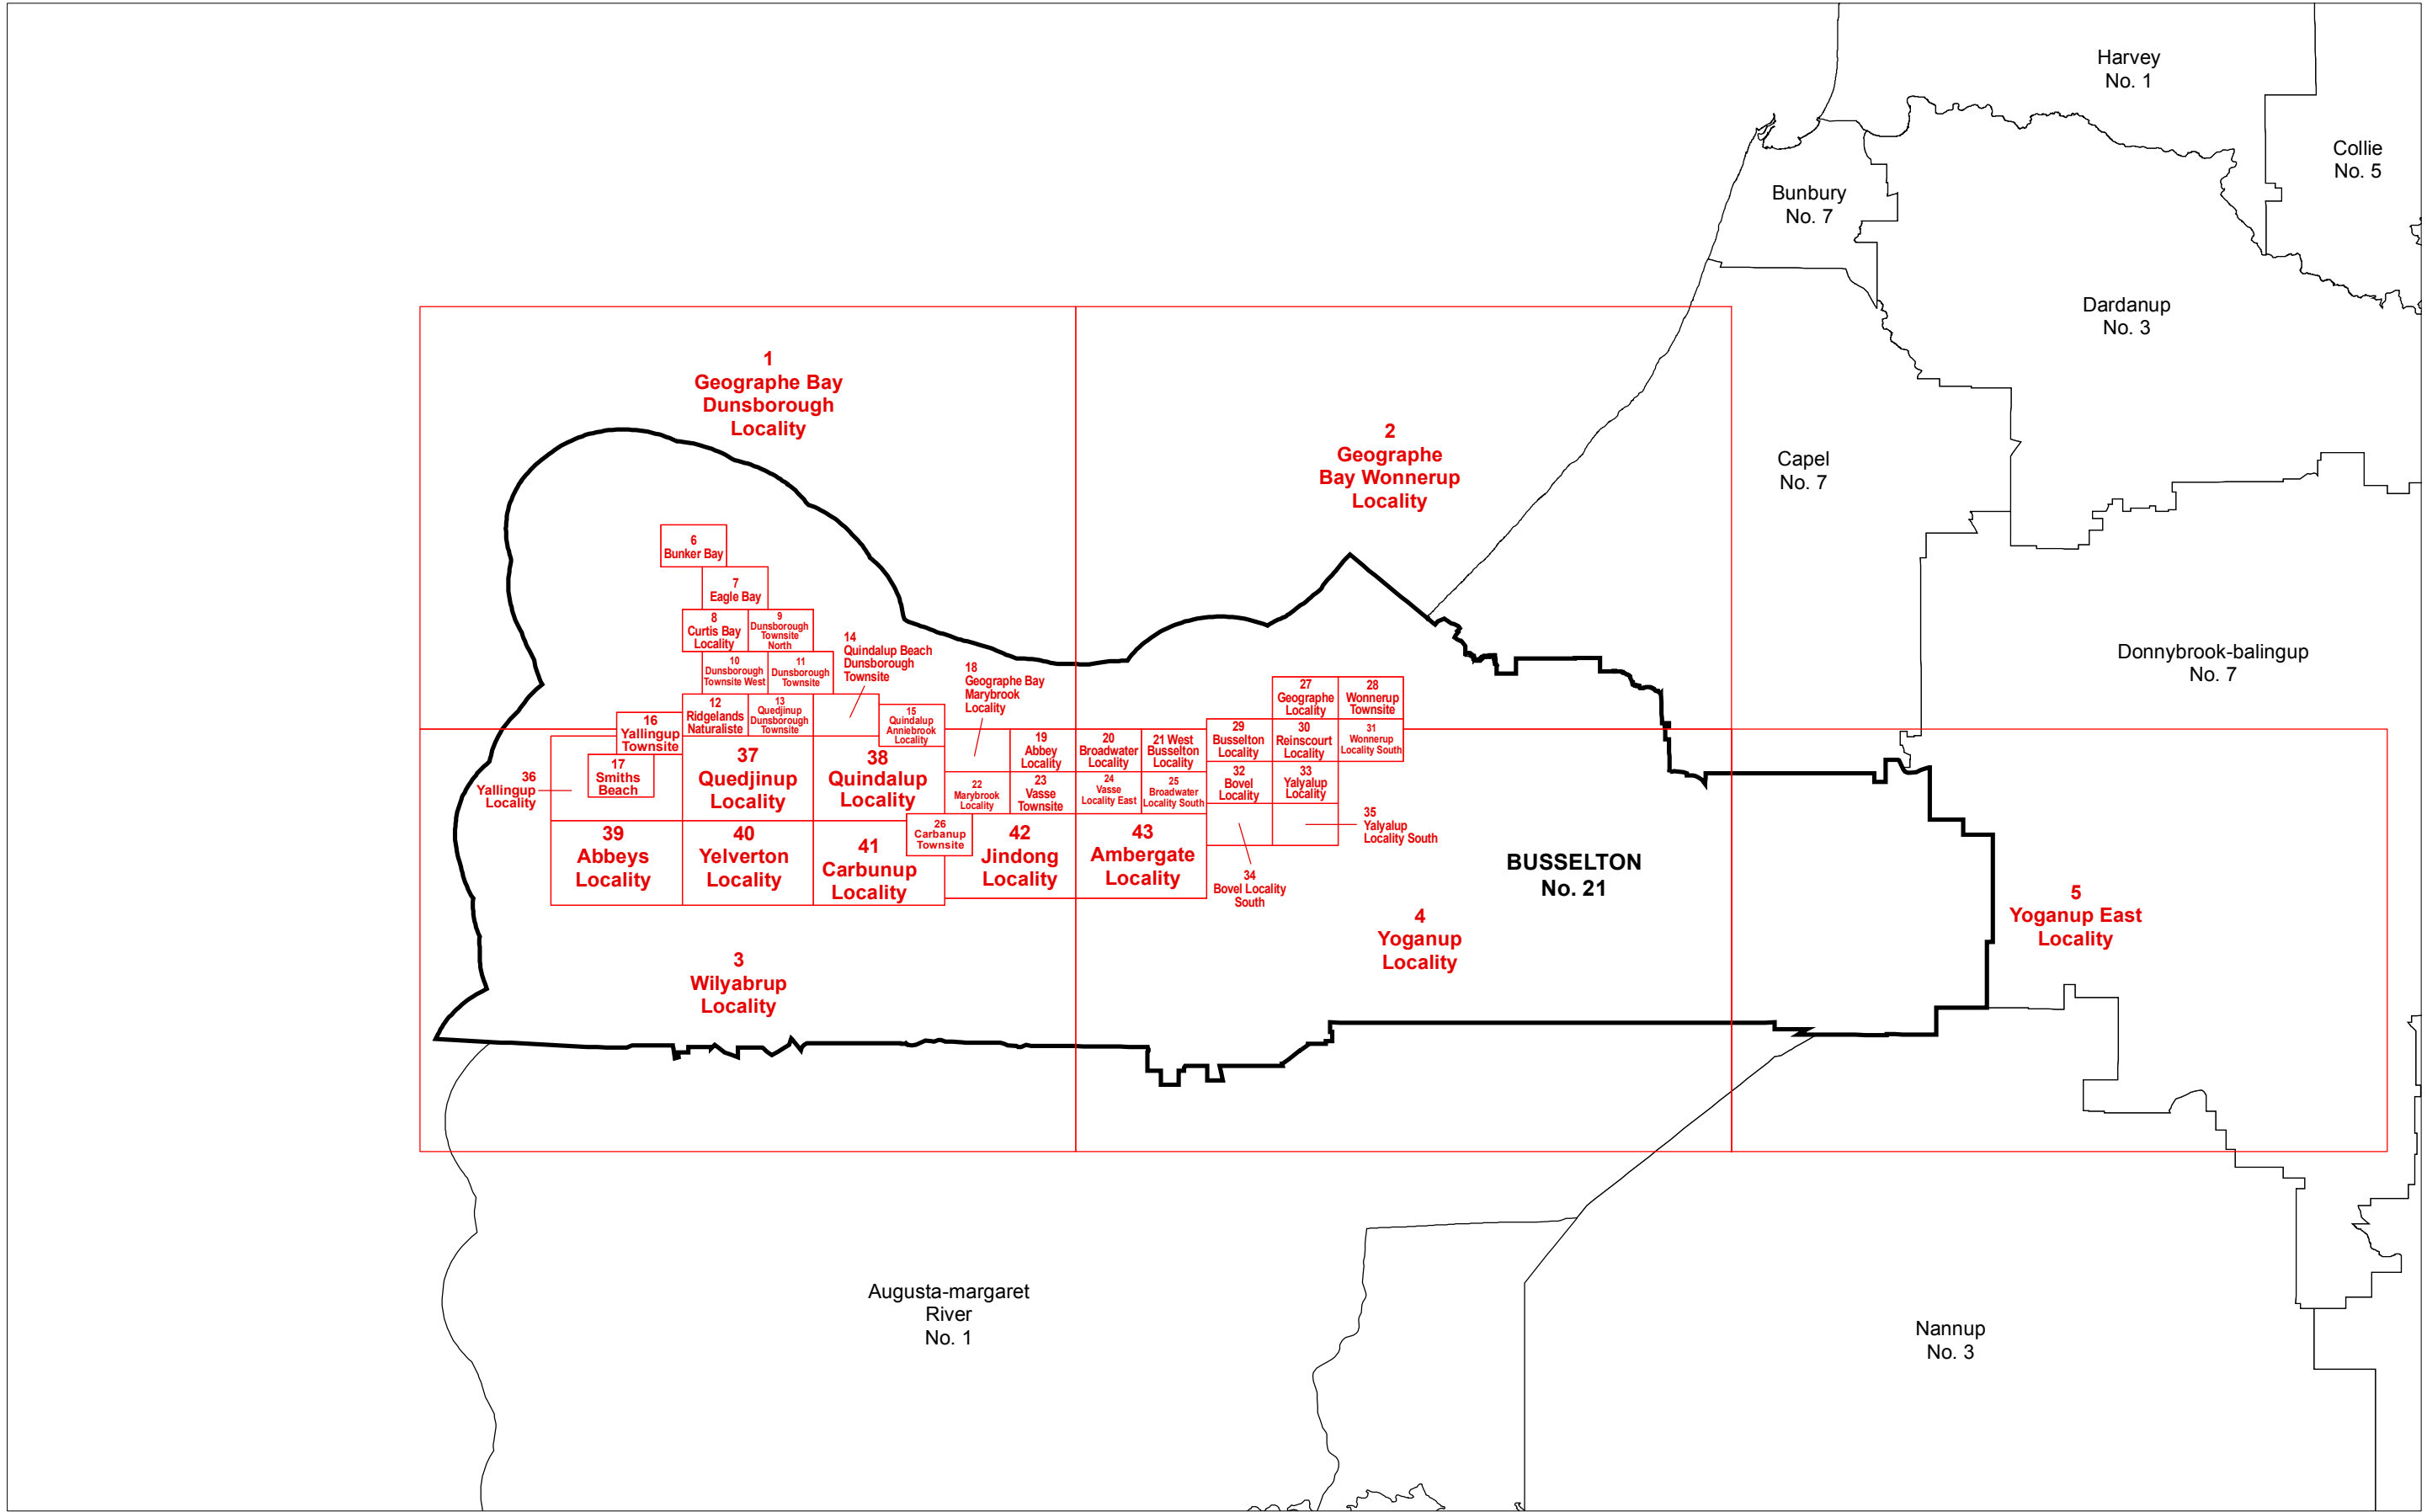 Harvey
No. 1
Collie
No. 5
Bunbury
No. 7
Dardanup
No. 3
1
Geographe Bay
Dunsborough
Locality
2
Geographe
Bay Wonnerup
Locality
Capel
No. 7
6
Bunker Bay
7
Eagle Bay
8
Curtis Bay
Locality
9
Dunsborough
Townsite
North
14
Quindalup Beach
Dunsborough
Townsite
10
Dunsborough
Townsite West
11
Dunsborough
Townsite
18
Geographe Bay
Marybrook
Locality
Donnybrook-balingup
No. 7
27
Geographe
Locality
28
Wonnerup
Townsite
12
Ridgelands
Naturaliste
13
Quedjinup
Dunsborough
Townsite
15
Quindalup
Anniebrook
Locality
16
Yallingup
Townsite
29
Busselton
Locality
30
Reinscourt
Locality
31
Wonnerup
Locality South
19
Abbey
Locality
20
Broadwater
Locality
21 West
Busselton
Locality
17
Smiths
Beach
36
Yallingup
Locality
37
Quedjinup
Locality
38
Quindalup
Locality
22
Marybrook
Locality
23
Vasse
Townsite
24
Vasse
Locality East
25
Broadwater
Locality South
32
Bovel
Locality
33
Yalyalup
Locality
35
Yalyalup
Locality South
26
Carbanup
Townsite
39
Abbeys
Locality
40
Yelverton
Locality
41
Carbunup
Locality
42
Jindong
Locality
43
Ambergate
Locality
34
Bovel Locality
South
BUSSELTON
No. 21
5
Yoganup East
Locality
4
Yoganup
Locality
3
Wilyabrup
Locality
Augusta-margaret
River
No. 1
Nannup
No. 3